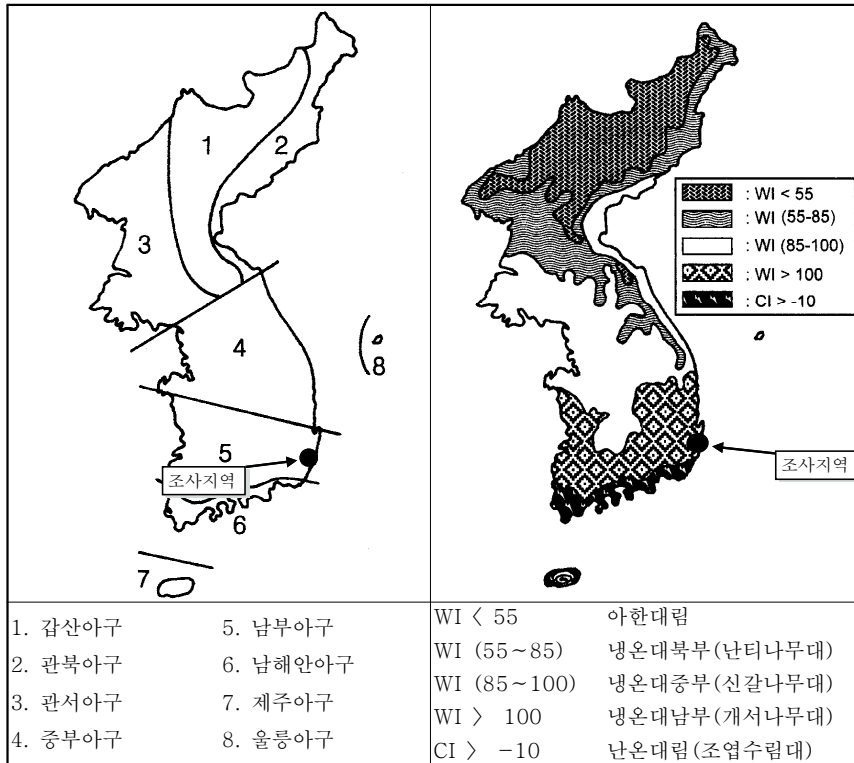 1
2
3
4
8
5
조사지역
6
7
: WI < 55
: WI (55-85)
: WI (85-100)
: WI > 100
: CI > -10
조사지역
1. 갑산아구
2. 관북아구
3. 관서아구
4. 중부아구
5. 남부아구
6. 남해안아구
7. 제주아구
8. 울릉아구
WI < 55 아한대림
WI (55~85) 냉온대북부(난티나무대)
WI (85~100) 냉온대중부(신갈나무대)
WI > 100 냉온대남부(개서나무대)
CI > -10 난온대림(조엽수림대)